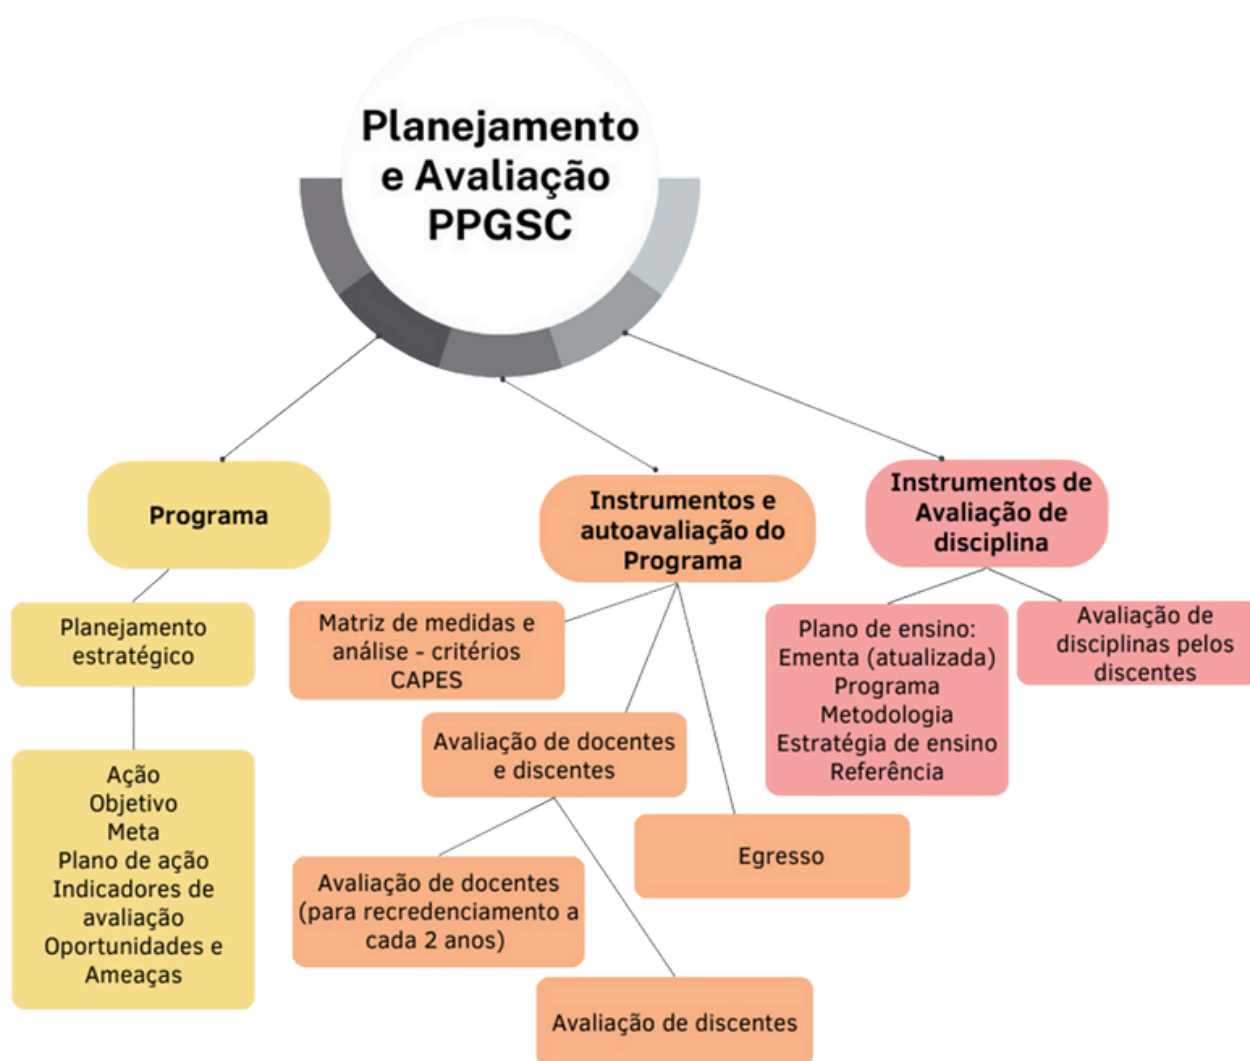 Planejamento
e Avaliação
PPGSC
Programa
Planejamento
estratégico
Ação
Objetivo
Meta
Plano de ação
Indicadores de
avaliação
Oportunidades e
Ameaças
Instrumentos e
autoavaliação do
Programa
Matriz de medidas e
análise - critérios
CAPES
Avaliação de docentes
e discentes
Avaliação de docentes
(para recredenciamento a
cada 2 anos)
Avaliação de discentes
Egresso
Instrumentos de
Avaliação de
disciplina
Plano de ensino:
Ementa (atualizada)
Programa
Metodologia
Estratégia de ensino
Referência
Avaliação de
disciplinas pelos
discentes